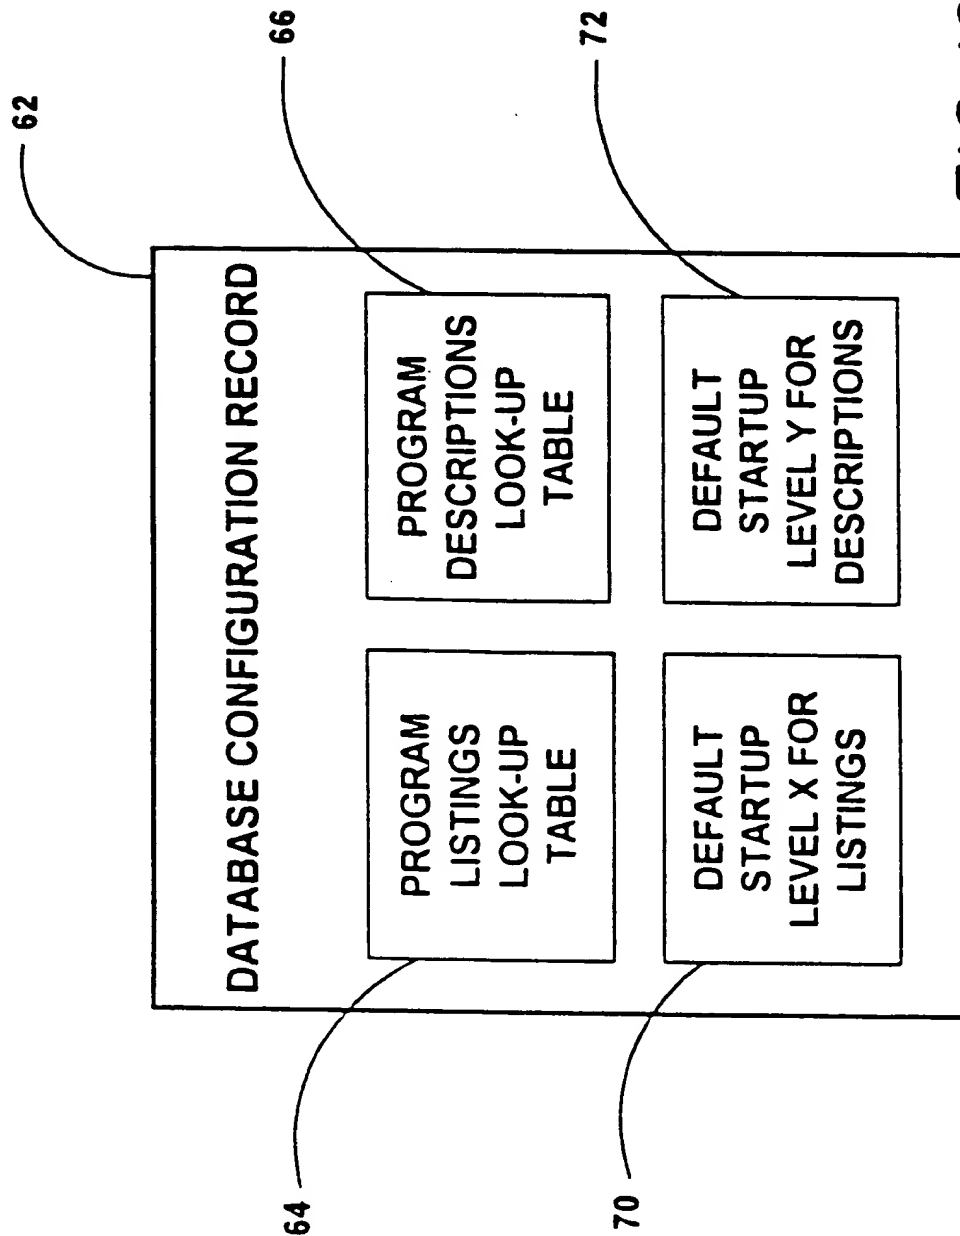 62
DATABASE CONFIGURATION RECORD
64
PROGRAM
LISTINGS
LOOK-UP
TABLE
PROGRAM
DESCRIPTIONS
LOOK-UP
TABLE
66
70
DEFAULT
STARTUP
LEVEL X FOR
LISTINGS
DEFAULT
STARTUP
LEVEL Y FOR
DESCRIPTIONS
72